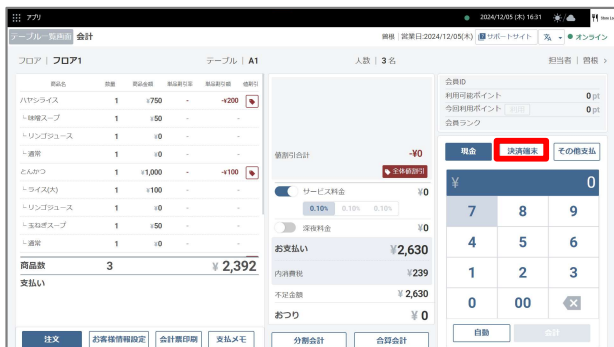 アプリ
2024/12/05 (木) 16:31
テーブル一覧画面 会計
曽根 | 営業日:2024/12/05(木) サポートサイト オンライン
フロア | フロア1 テーブル | A1 人数 | 3 名 担当者 | 曽根 >
商品名 数量 商品金額 単品割引率 単品割引額 値割引
ハヤシライス 1 ¥750 - -¥200
└味噌スープ 1 ¥50 - -
└リンゴジュース 1 ¥0 - -
└通常 1 ¥0 - -
とんかつ 1 ¥1,000 - -¥100
└ライス(大) 1 ¥100 - -
└リンゴジュース 1 ¥0 - -
└玉ねぎスープ 1 ¥50 - -
└通常 1 ¥0 - -
商品数 3 ¥ 2,392
支払い
注文 お客様情報設定 会計票印刷 支払メモ
値割引合計 -¥0
全体値割引
サービス料金 ¥0
0.10% 0.10% 0.10%
深夜料金 ¥0
お支払い ¥2,630
内消費税 ¥239
不足金額 ¥ 2,630
おつり ¥ 0
分割会計 合算会計
会員ID
利用可能ポイント 0 pt
今回利用ポイント 0 pt
会員ランク
現金 決済端末 その他支払
¥ 0
7 8 9
4 5 6
1 2 3
0 00
自動 会計